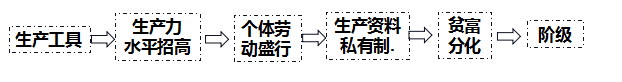 生产工具
生产力
水平招高
个体劳
动盛行
生产资料
私有制.
贫富
分化
阶级